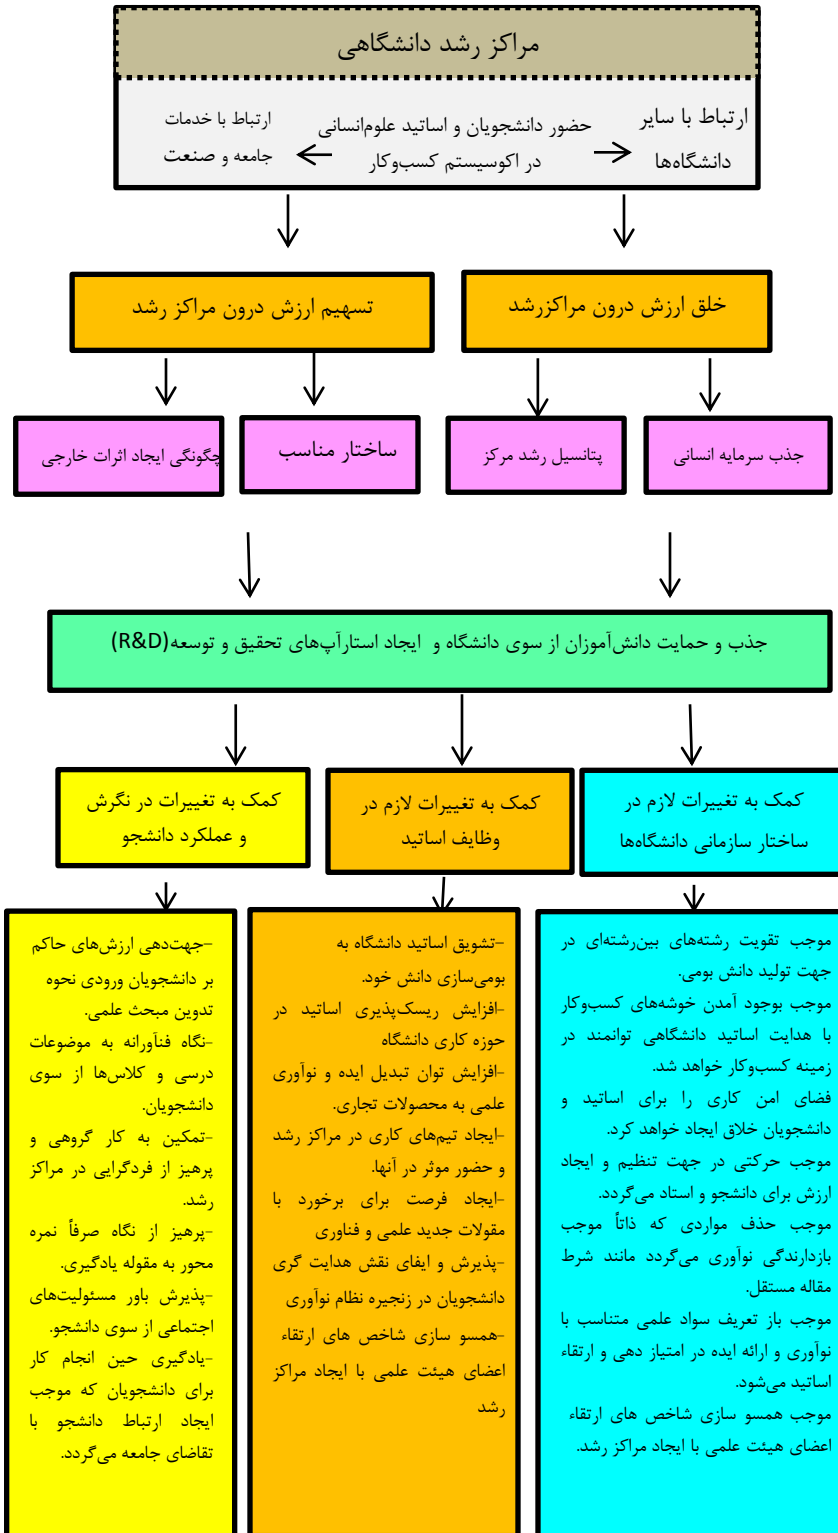 مراکز رشد دانشگاهی
ارتباط با سایر
دانشگاه‌ها
حضور دانشجویان و اساتید علوم‌انسانی
در اکوسیستم کسب‌وکار
ارتباط با خدمات
جامعه و صنعت
خلق ارزش درون مراکزرشد
تسهیم ارزش درون مراکز رشد
جذب سرمایه انسانی
پتانسیل رشد مرکز
ساختار مناسب
چگونگی ایجاد اثرات خارجی
جذب و حمایت دانش‌آموزان از سوی دانشگاه و ایجاد استارآپ‌های تحقیق و توسعه(R&D)
کمک به تغییرات لازم در
ساختار سازمانی دانشگاه‌ها
کمک به تغییرات لازم در
وظایف اساتید
کمک به تغییرات در نگرش
و عملکرد دانشجو
موجب تقویت رشته‌های بین‌رشته‌ای در
جهت تولید دانش بومی.
موجب بوجود آمدن خوشه‌های کسب‌وکار
با هدایت اساتید دانشگاهی توانمند در
زمینه کسب‌وکار خواهد شد.
فضای امن کاری را برای اساتید و
دانشجویان خلاق ایجاد خواهد کرد.
موجب حرکتی در جهت تنظیم و ایجاد
ارزش برای دانشجو و استاد می‌گردد.
موجب حذف مواردی که ذاتاً موجب
بازدارندگی نوآوری می‌گردد مانند شرط
مقاله مستقل.
موجب باز تعریف سواد علمی متناسب با
نوآوری و ارائه ایده در امتیاز دهی و ارتقاء
اساتید می‌شود.
موجب همسو سازی شاخص های ارتقاء
اعضای هیئت علمی با ایجاد مراکز رشد.
-تشویق اساتید دانشگاه به
بومی‌سازی دانش خود.
-افزایش ریسک‌پذیری اساتید در
حوزه کاری دانشگاه
-افزایش توان تبدیل ایده و نوآوری
علمی به محصولات تجاری.
-ایجاد تیم‌های کاری در مراکز رشد
و حضور موثر در آنها.
-ایجاد فرصت برای برخورد با
مقولات جدید علمی و فناوری
-پذیرش و ایفای نقش هدایت گری
دانشجویان در زنجیره نظام نوآوری
-همسو سازی شاخص های ارتقاء
اعضای هیئت علمی با ایجاد مراکز
رشد
-جهت‌دهی ارزش‌های حاکم
بر دانشجویان ورودی نحوه
تدوین مبحث علمی.
-نگاه فنآورانه به موضوعات
درسی و کلاس‌ها از سوی
دانشجویان.
-تمکین به کار گروهی و
پرهیز از فردگرایی در مراکز
رشد.
-پرهیز از نگاه صرفاً نمره
محور به مقوله یادگیری.
-پذیرش باور مسئولیت‌های
اجتماعی از سوی دانشجو.
-یادگیری حین انجام کار
برای دانشجویان که موجب
ایجاد ارتباط دانشجو با
تقاضای جامعه می‌گردد.